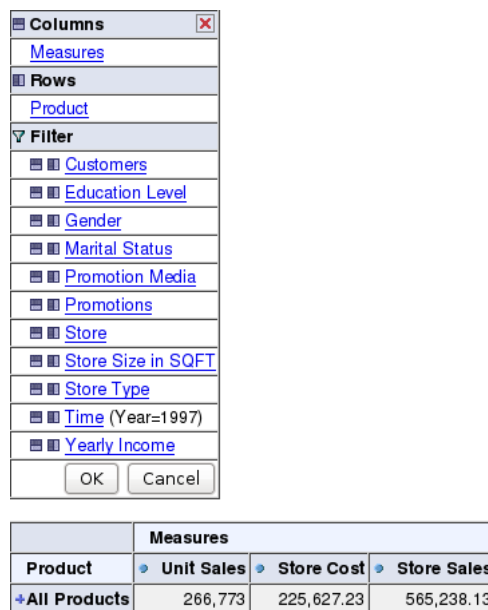 Columns
Measures
Rows
Product
Filter
Customers
Education Level
Gender
Marital Status
Promotion Media
Promotions
Store
Store Size in SQFT
Store Type
Time (Year=1997)
Yearly Income
OK Cancel
Measures
Product Unit Sales Store Cost Store Sales
+All Products 266,773 225,627.23 565,238.13